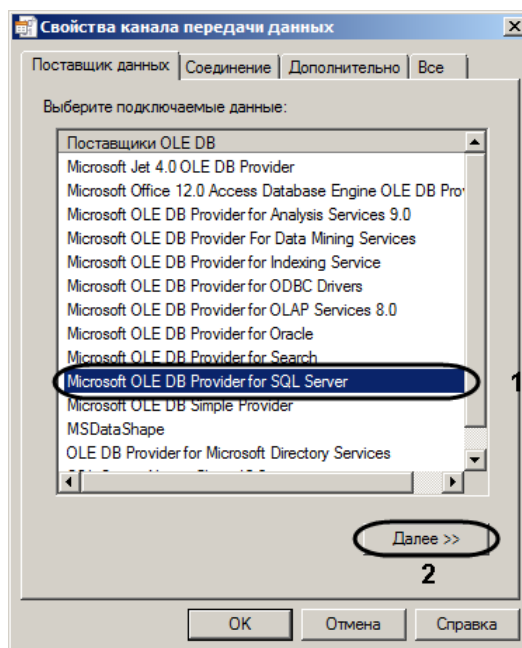 Свойства канала передачи данных
Поставщик данных Соединение Дополнительно Все
Выберите подключаемые данные:
Поставщики OLE DB
Microsoft Jet 4.0 OLE DB Provider
Microsoft Office 12.0 Access Database Engine OLE DB Pro
Microsoft OLE DB Provider for Analysis Services 9.0
Microsoft OLE DB Provider For Data Mining Services
Microsoft OLE DB Provider for Indexing Service
Microsoft OLE DB Provider for ODBC Drivers
Microsoft OLE DB Provider for OLAP Services 8.0
Microsoft OLE DB Provider for Oracle
Microsoft OLE DB Provider for Search
Microsoft OLE DB Provider for SQL Server 1
Microsoft OLE DB Simple Provider
MSDataShape
OLE DB Provider for Microsoft Directory Services
Далее >>
2
OK Отмена Справка